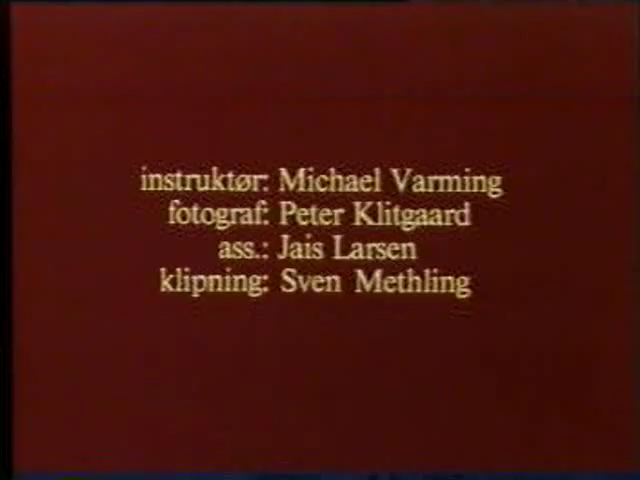 instruktør: Michael Varming
fotograf: Peter Klitgaard
ass.: Jais Larsen
klipning: Sven Methling